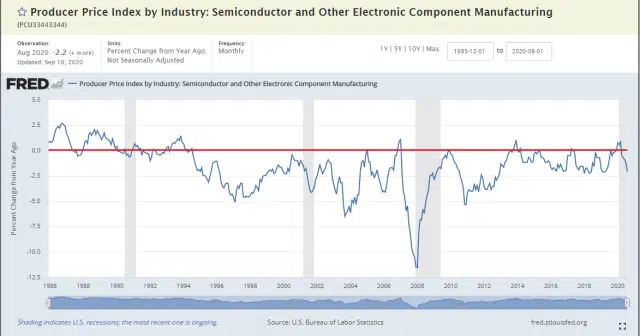 ☆ Producer Price Index by Industry: Semiconductor and Other Electronic Component Manufacturing
(PCU33443344)
Observation:
Aug 2020: -2.2 (+ more)
Updated: Sep 10, 2020
Units:
Percent Change from Year Ago,
Not Seasonally Adjusted
Frequency:
Monthly
1Y | 5Y | 10Y | Max
1985-12-01 to 2020-08-01
FRED — Producer Price Index by Industry: Semiconductor and Other Electronic Component Manufacturing
Percent Change from Year Ago
5.0
2.5
0.0
-2.5
-5.0
-7.5
-10.0
-12.5
1986 1988 1990 1992 1994 1996 1998 2000 2002 2004 2006 2008 2010 2012 2014 2016 2018 2020
Shading indicates U.S. recessions; the most recent one is ongoing.
Source: U.S. Bureau of Labor Statistics
fred.stlouisfed.org